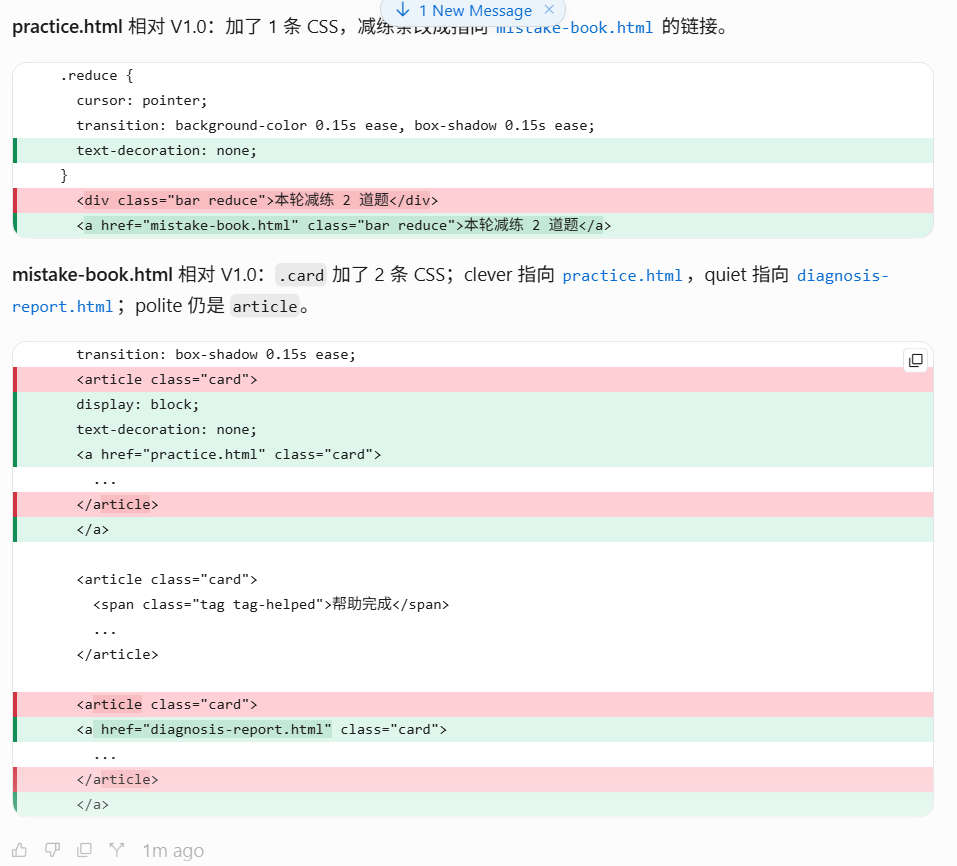 1 New Message
practice.html 相对 V1.0：加了 1 条 CSS，减练条改成指向 mistake-book.html 的链接。
.reduce {
cursor: pointer;
transition: background-color 0.15s ease, box-shadow 0.15s ease;
text-decoration: none;
}
<div class="bar reduce">本轮减练 2 道题</div>
<a href="mistake-book.html" class="bar reduce">本轮减练 2 道题</a>
mistake-book.html 相对 V1.0：.card 加了 2 条 CSS；clever 指向 practice.html，quiet 指向 diagnosis-
report.html；polite 仍是 article。
transition: box-shadow 0.15s ease;
<article class="card">
display: block;
text-decoration: none;
<a href="practice.html" class="card">
...
</article>
</a>
<article class="card">
<span class="tag tag-helped">帮助完成</span>
...
</article>
<article class="card">
<a href="diagnosis-report.html" class="card">
...
</article>
</a>
1m ago